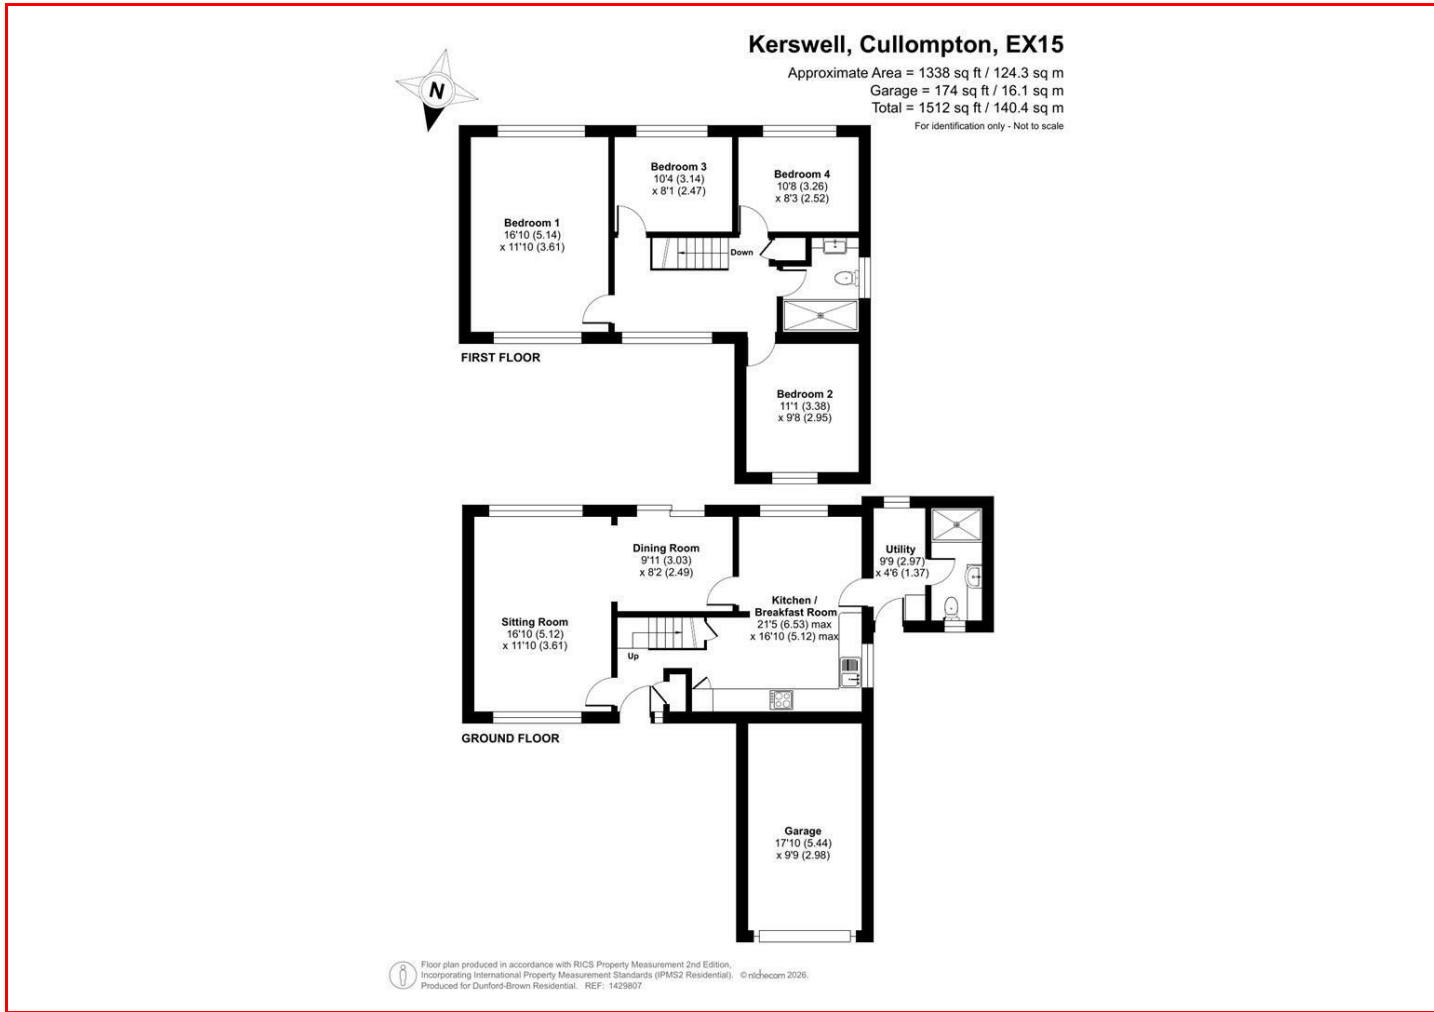 Kerswell, Cullompton, EX15
Approximate Area = 1338 sq ft / 124.3 sq m
Garage = 174 sq ft / 16.1 sq m
Total = 1512 sq ft / 140.4 sq m
For identification only - Not to scale
N
Bedroom 1
16'10 (5.14)
x 11'10 (3.61)
Bedroom 3
10'4 (3.14)
x 8'1 (2.47)
Bedroom 4
10'8 (3.26)
x 8'3 (2.52)
Down
Bedroom 2
11'1 (3.38)
x 9'8 (2.95)
FIRST FLOOR
Sitting Room
16'10 (5.12)
x 11'10 (3.61)
Dining Room
9'11 (3.03)
x 8'2 (2.49)
Kitchen /
Breakfast Room
21'5 (6.53) max
x 16'10 (5.12) max
Utility
9'9 (2.97)
x 4'6 (1.37)
Up
GROUND FLOOR
Garage
17'10 (5.44)
x 9'9 (2.98)
Floor plan produced in accordance with RICS Property Measurement 2nd Edition,
Incorporating International Property Measurement Standards (IPMS2 Residential). © nichecom 2026.
Produced for Dunford-Brown Residential. REF: 1429807